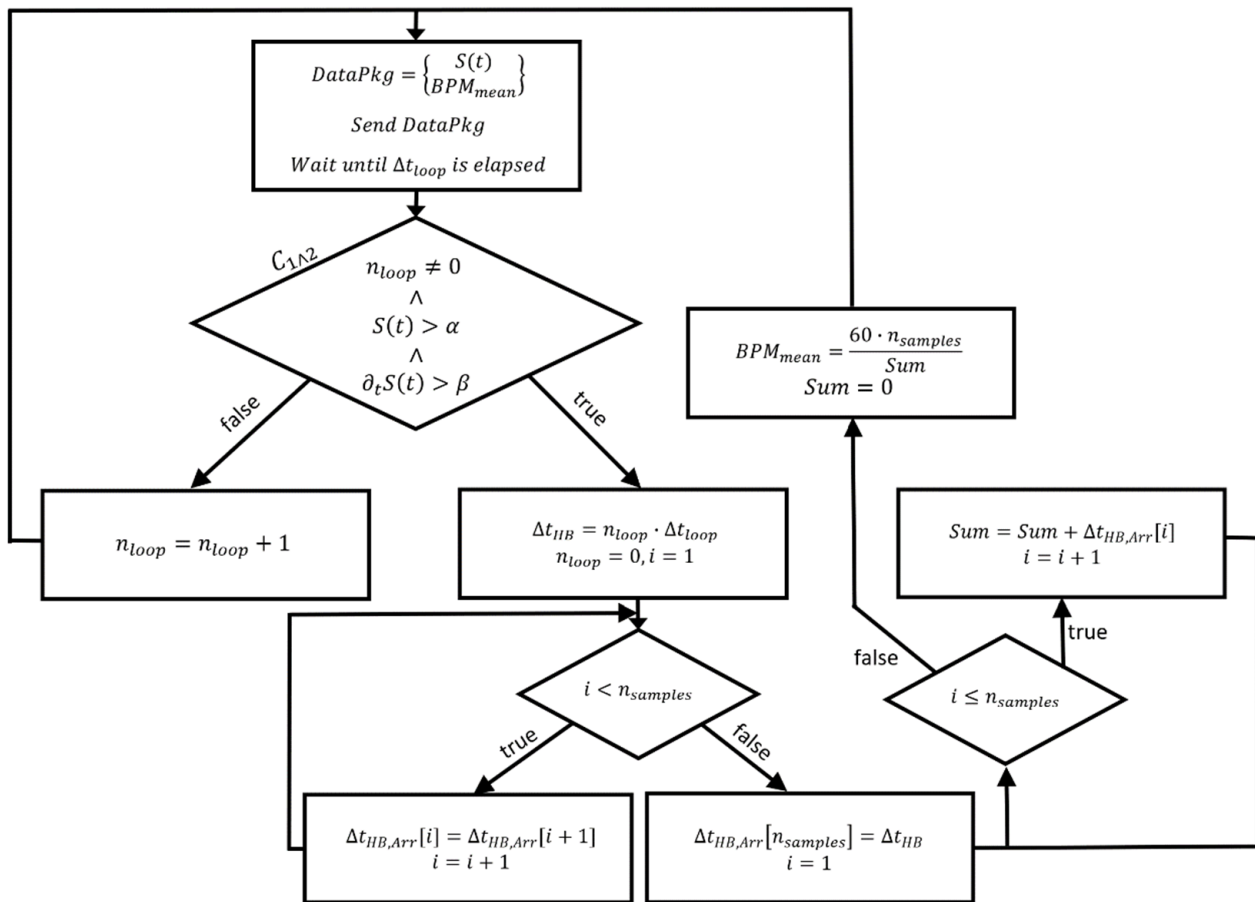 DataPkg = { S(t)
BPM_mean }
Send DataPkg
Wait until Δt_loop is elapsed
C_1∧2
n_loop ≠ 0
∧
S(t) > α
∧
∂_t S(t) > β
false
true
n_loop = n_loop + 1
Δt_HB = n_loop · Δt_loop
n_loop = 0, i = 1
i < n_samples
true
false
Δt_HB,Arr[i] = Δt_HB,Arr[i + 1]
i = i + 1
Δt_HB,Arr[n_samples] = Δt_HB
i = 1
i ≤ n_samples
false
true
Sum = Sum + Δt_HB,Arr[i]
i = i + 1
BPM_mean = 60 · n_samples / Sum
Sum = 0